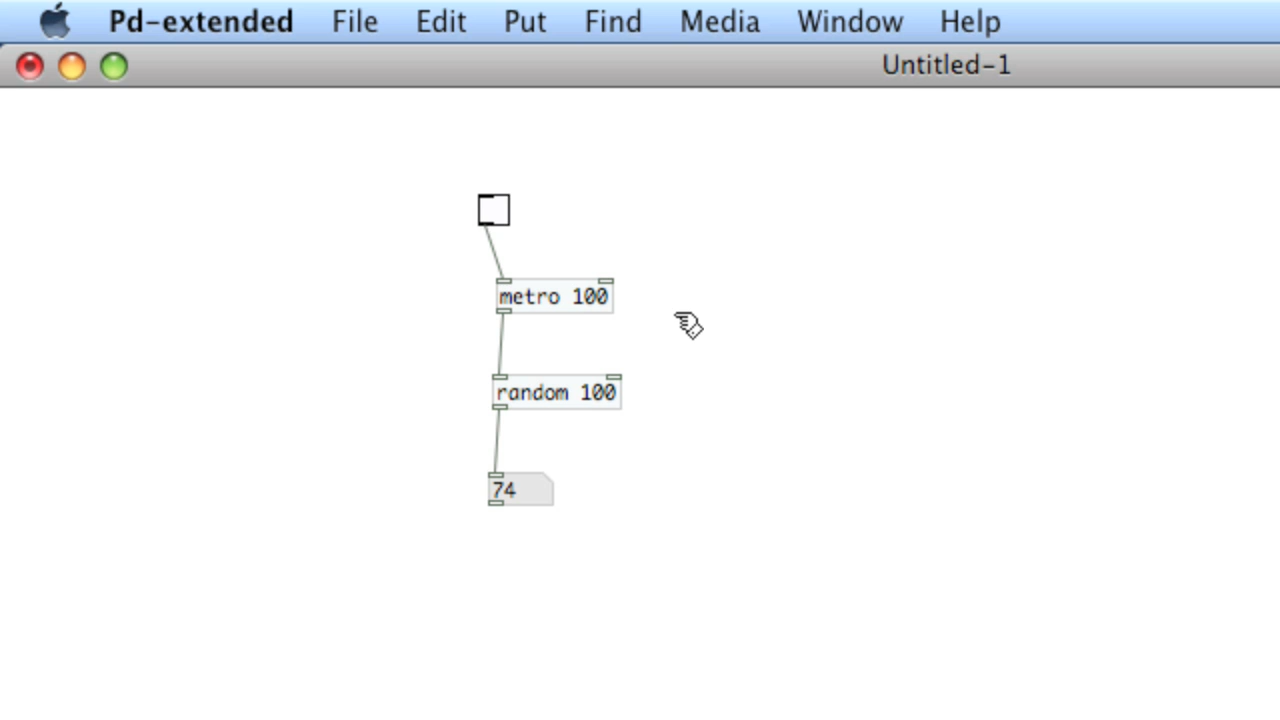 Pd-extended File Edit Put Find Media Window Help
Untitled-1
metro 100
random 100
74